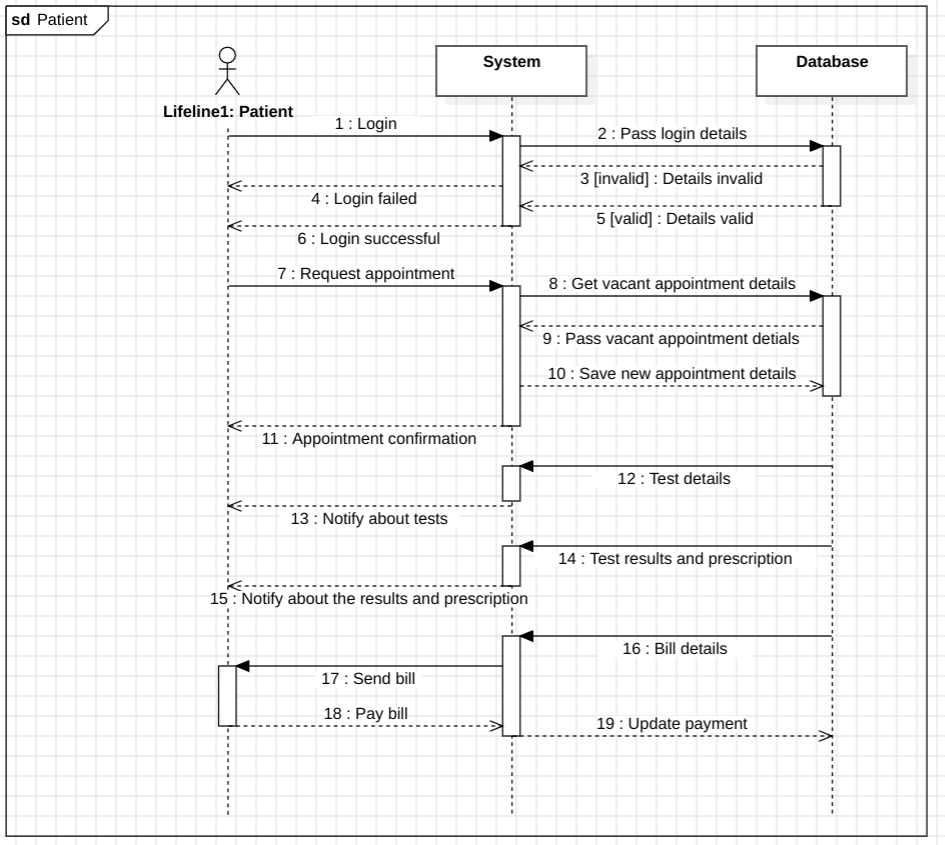 sd Patient
System
Database
Lifeline1: Patient
1 : Login
2 : Pass login details
3 [invalid] : Details invalid
4 : Login failed
5 [valid] : Details valid
6 : Login successful
7 : Request appointment
8 : Get vacant appointment details
9 : Pass vacant appointment detials
10 : Save new appointment details
11 : Appointment confirmation
12 : Test details
13 : Notify about tests
14 : Test results and prescription
15 : Notify about the results and prescription
16 : Bill details
17 : Send bill
18 : Pay bill
19 : Update payment